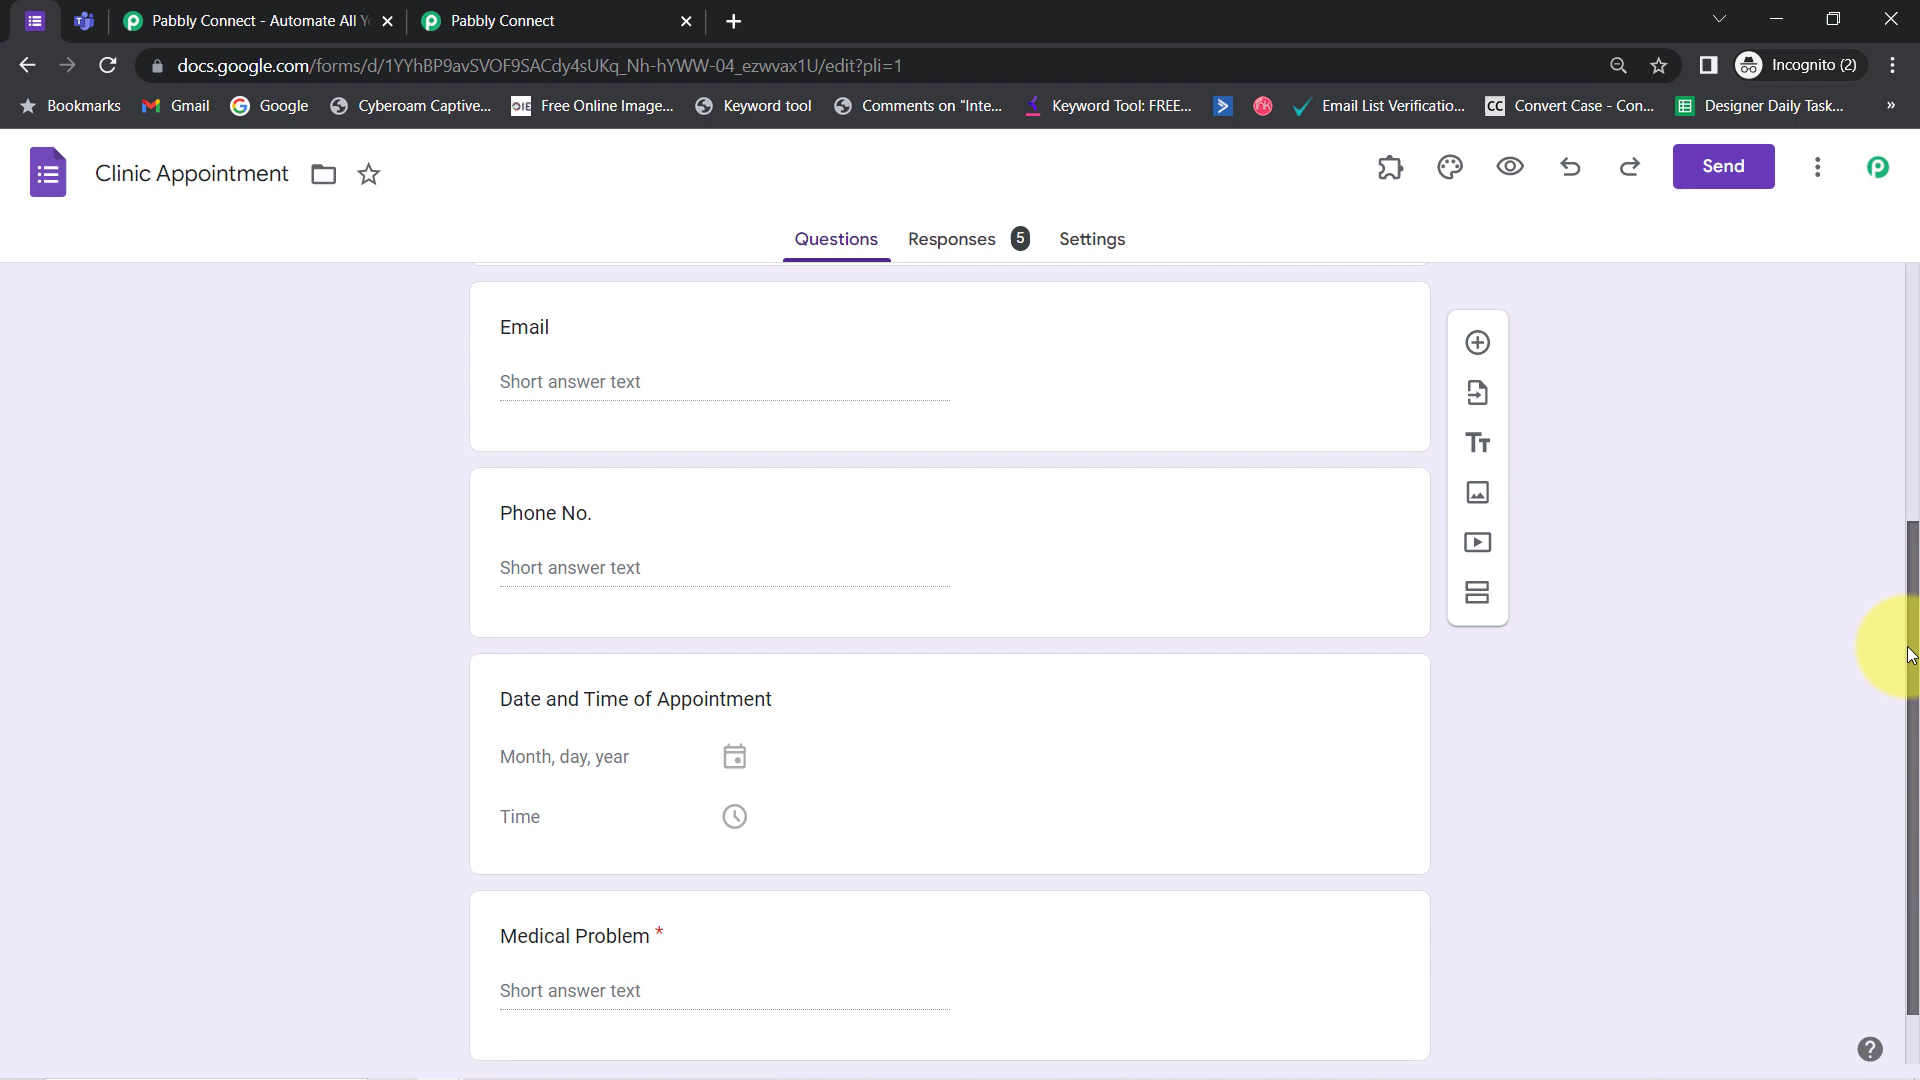 Pabbly Connect - Automate All Y
Pabbly Connect
docs.google.com/forms/d/1YYhBP9avSVOF9SACdy4sUKq_Nh-hYWW-04_ezwvax1U/edit?pli=1
Incognito (2)
Bookmarks
Gmail
Google
Cyberoam Captive...
OIE
Free Online Image...
Keyword tool
Comments on "Inte...
Keyword Tool: FREE...
Email List Verificatio...
CC
Convert Case - Con...
Designer Daily Task...
»
Clinic Appointment
Send
Questions
Responses 5
Settings
Email
Short answer text
Phone No.
Short answer text
Date and Time of Appointment
Month, day, year
Time
Medical Problem *
Short answer text